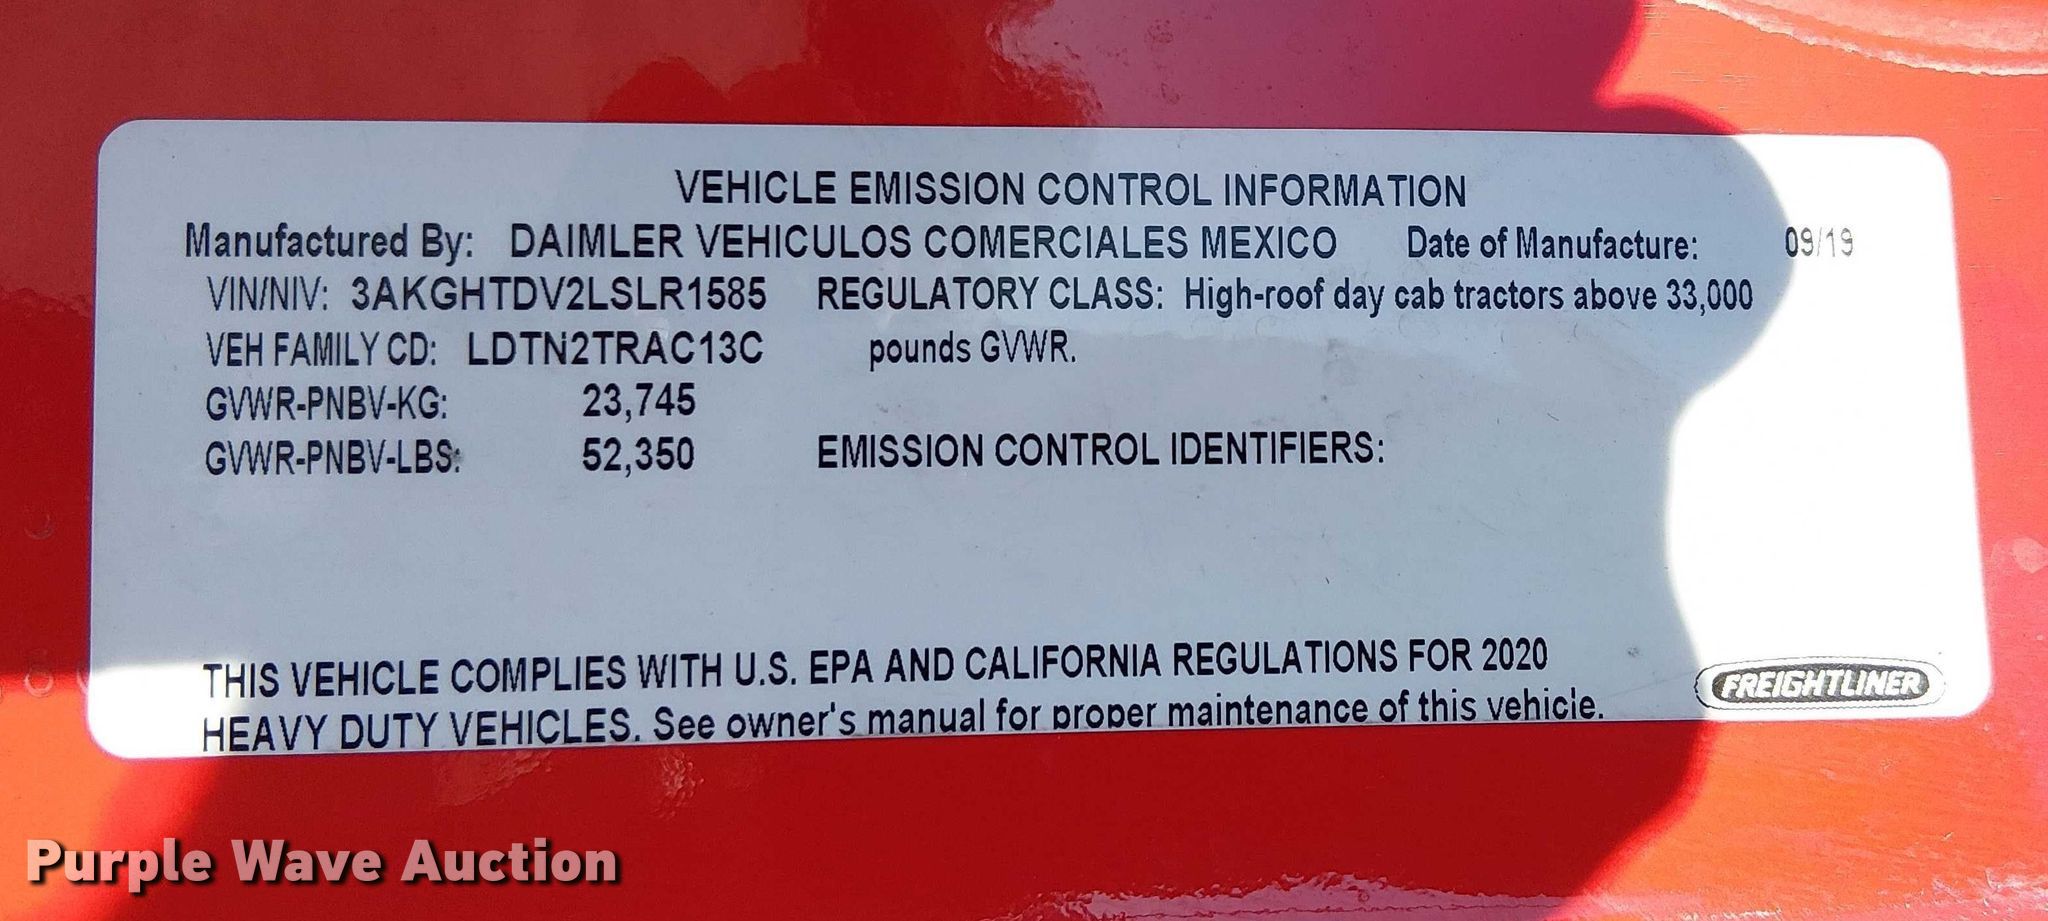 VEHICLE EMISSION CONTROL INFORMATION
Manufactured By: DAIMLER VEHICULOS COMERCIALES MEXICO Date of Manufacture: 09/19
VIN/NIV: 3AKGHTDV2LSLR1585 REGULATORY CLASS: High-roof day cab tractors above 33,000
VEH FAMILY CD: LDTN2TRAC13C pounds GVWR.
GVWR-PNBV-KG: 23,745
GVWR-PNBV-LBS: 52,350 EMISSION CONTROL IDENTIFIERS:
THIS VEHICLE COMPLIES WITH U.S. EPA AND CALIFORNIA REGULATIONS FOR 2020
HEAVY DUTY VEHICLES. See owner's manual for proper maintenance of this vehicle.
FREIGHTLINER
Purple Wave Auction